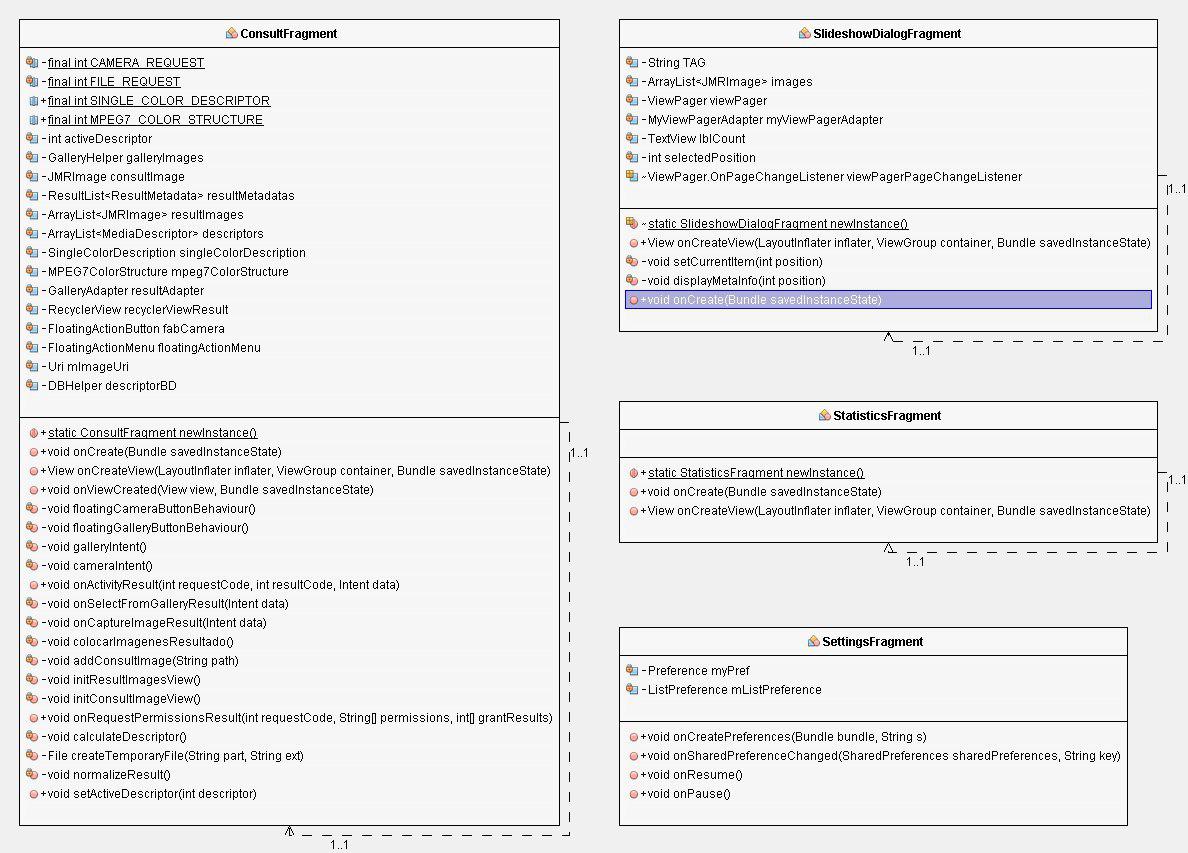 ConsultFragment
-final int CAMERA_REQUEST
-final int FILE_REQUEST
+final int SINGLE_COLOR_DESCRIPTOR
+final int MPEG7_COLOR_STRUCTURE
-int activeDescriptor
-GalleryHelper galleryImages
-JMRImage consultImage
-ResultList<ResultMetadata> resultMetadatas
-ArrayList<JMRImage> resultImages
-ArrayList<MediaDescriptor> descriptors
-SingleColorDescription singleColorDescription
-MPEG7ColorStructure mpeg7ColorStructure
-GalleryAdapter resultAdapter
-RecyclerView recyclerViewResult
-FloatingActionButton fabCamera
-FloatingActionMenu floatingActionMenu
-Uri mImageUri
-DBHelper descriptorBD
+static ConsultFragment newInstance()
+void onCreate(Bundle savedInstanceState)
+View onCreateView(LayoutInflater inflater, ViewGroup container, Bundle savedInstanceState)
+void onViewCreated(View view, Bundle savedInstanceState)
-void floatingCameraButtonBehaviour()
-void floatingGalleryButtonBehaviour()
-void galleryIntent()
-void cameraIntent()
+void onActivityResult(int requestCode, int resultCode, Intent data)
-void onSelectFromGalleryResult(Intent data)
-void onCaptureImageResult(Intent data)
-void colocarImagenesResultado()
-void addConsultImage(String path)
-void initResultImagesView()
-void initConsultImageView()
+void onRequestPermissionsResult(int requestCode, String[] permissions, int[] grantResults)
-void calculateDescriptor()
-File createTemporaryFile(String part, String ext)
-void normalizeResult()
+void setActiveDescriptor(int descriptor)
1..1
1..1
SlideshowDialogFragment
-String TAG
-ArrayList<JMRImage> images
-ViewPager viewPager
-MyViewPagerAdapter myViewPagerAdapter
-TextView lblCount
-int selectedPosition
~ViewPager.OnPageChangeListener viewPagerPageChangeListener
~static SlideshowDialogFragment newInstance()
+View onCreateView(LayoutInflater inflater, ViewGroup container, Bundle savedInstanceState)
-void setCurrentItem(int position)
-void displayMetaInfo(int position)
+void onCreate(Bundle savedInstanceState)
1..1
1..1
StatisticsFragment
+static StatisticsFragment newInstance()
+void onCreate(Bundle savedInstanceState)
+View onCreateView(LayoutInflater inflater, ViewGroup container, Bundle savedInstanceState)
1..1
1..1
SettingsFragment
-Preference myPref
-ListPreference mListPreference
+void onCreatePreferences(Bundle bundle, String s)
+void onSharedPreferenceChanged(SharedPreferences sharedPreferences, String key)
+void onResume()
+void onPause()